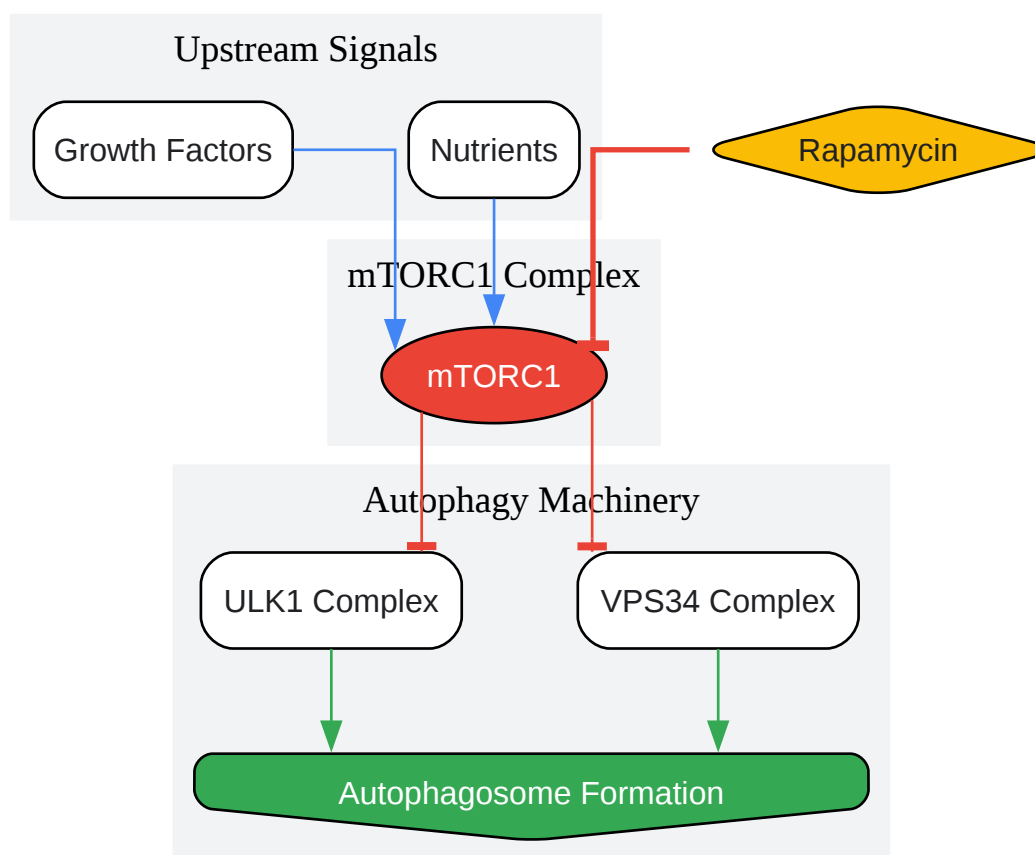 Upstream Signals
Growth Factors
Nutrients
Rapamycin
mTORC1 Complex
mTORC1
Autophagy Machinery
ULK1 Complex
VPS34 Complex
Autophagosome Formation